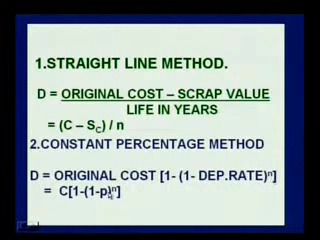 1.STRAIGHT LINE METHOD.
D = ORIGINAL COST – SCRAP VALUE
LIFE IN YEARS
= (C – Sc) / n
2.CONSTANT PERCENTAGE METHOD
D = ORIGINAL COST [1- (1- DEP.RATE)ⁿ]
= C[1-(1-p)ⁿ]